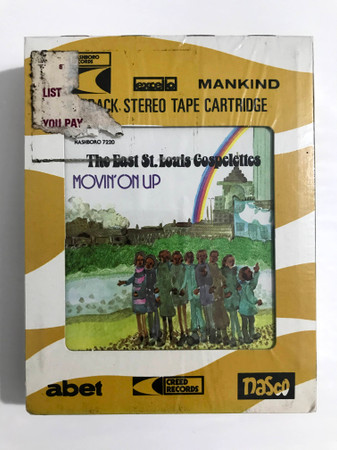 NASHBORO
RECORDS
excello
MANKIND
LIST
YOU PAY
TRACK STEREO TAPE CARTRIDGE
NASHBORO 7220
The East St. Louis Gospelettes
MOVIN' ON UP
abet
CREED
RECORDS
NaSco